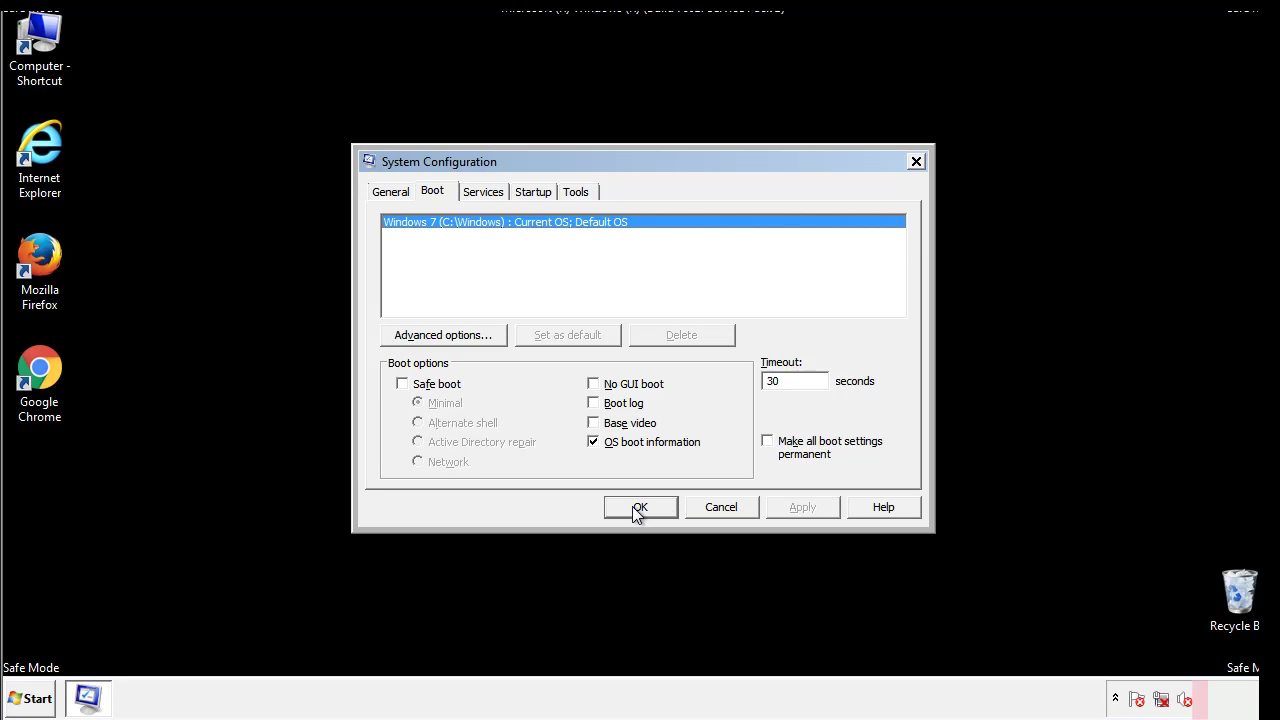 Computer -
Shortcut
Internet
Explorer
Mozilla
Firefox
Google
Chrome
System Configuration
General
Boot
Services
Startup
Tools
Windows 7 (C:\Windows) : Current OS; Default OS
Advanced options...
Set as default
Delete
Boot options
Safe boot
Minimal
Alternate shell
Active Directory repair
Network
No GUI boot
Boot log
Base video
OS boot information
Timeout:
30 seconds
Make all boot settings
permanent
OK
Cancel
Apply
Help
Recycle B
Safe Mode
Safe M
Start